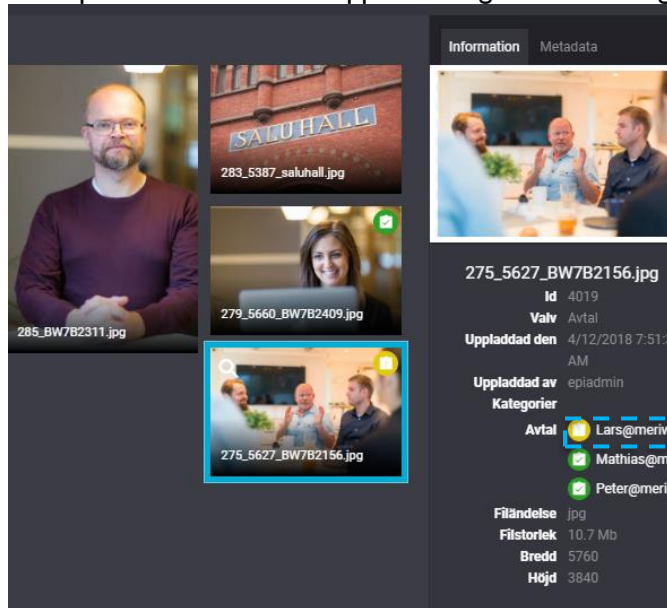 Information Metadata
SALUHALL
283_5387_saluhall.jpg
279_5660_BW7B2409.jpg
285_BW7B2311.jpg
275_5627_BW7B2156.jpg
275_5627_BW7B2156.jpg
Id 4019
Valv Avtal
Uppladdad den 4/12/2018 7:51:
AM
Uppladdad av epiadmin
Kategorier
Avtal Lars@meriw
Mathias@m
Peter@meri
Filändelse jpg
Filstorlek 10.7 Mb
Bredd 5760
Höjd 3840